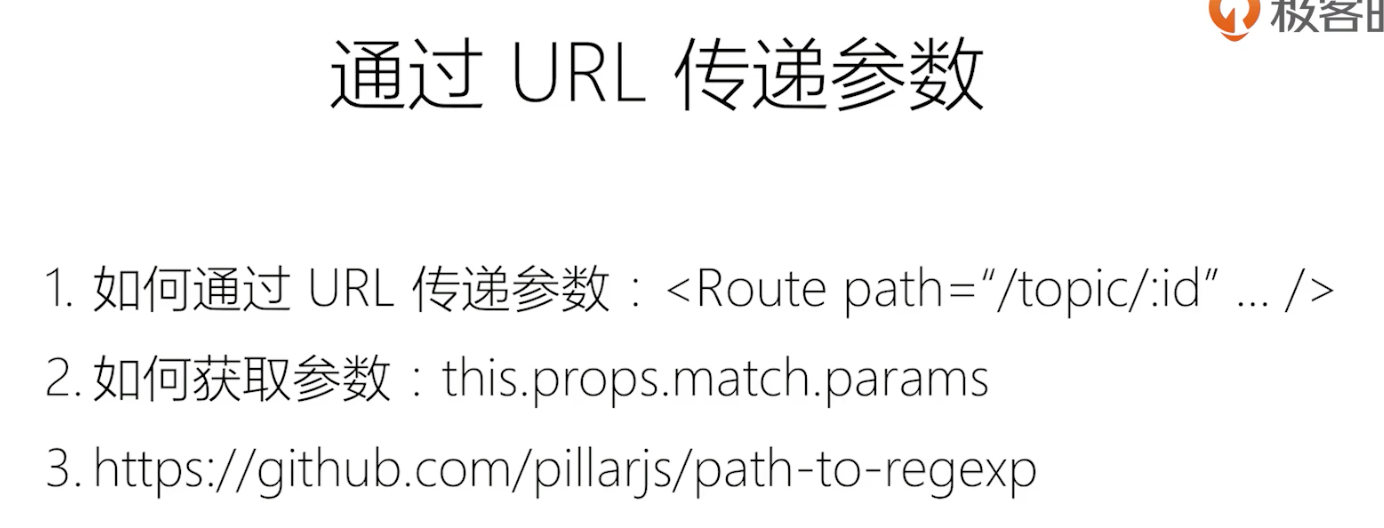 极客时
通过 URL 传递参数
1. 如何通过 URL 传递参数：<Route path=“/topic/:id” ... />
2. 如何获取参数：this.props.match.params
3. https://github.com/pillarjs/path-to-regexp